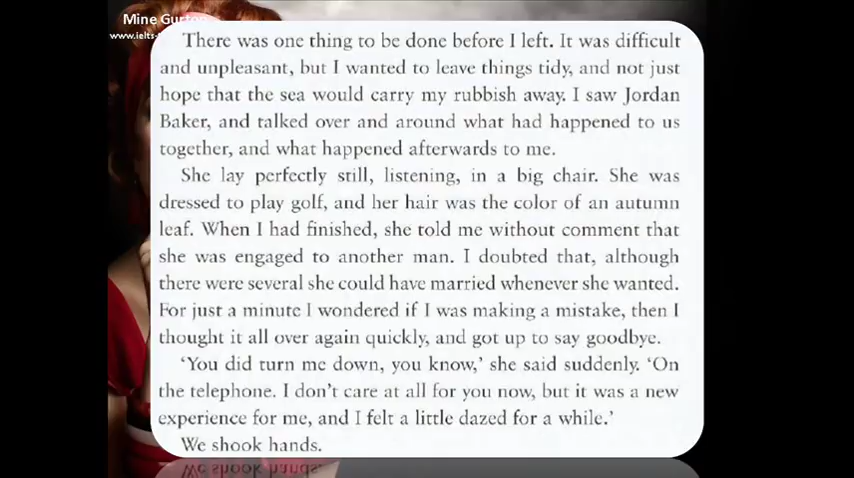 Mine Gurto
www.ielts-
There was one thing to be done before I left. It was difficult
and unpleasant, but I wanted to leave things tidy, and not just
hope that the sea would carry my rubbish away. I saw Jordan
Baker, and talked over and around what had happened to us
together, and what happened afterwards to me.
She lay perfectly still, listening, in a big chair. She was
dressed to play golf, and her hair was the color of an autumn
leaf. When I had finished, she told me without comment that
she was engaged to another man. I doubted that, although
there were several she could have married whenever she wanted.
For just a minute I wondered if I was making a mistake, then I
thought it all over again quickly, and got up to say goodbye.
‘You did turn me down, you know,’ she said suddenly. ‘On
the telephone. I don’t care at all for you now, but it was a new
experience for me, and I felt a little dazed for a while.’
We shook hands.